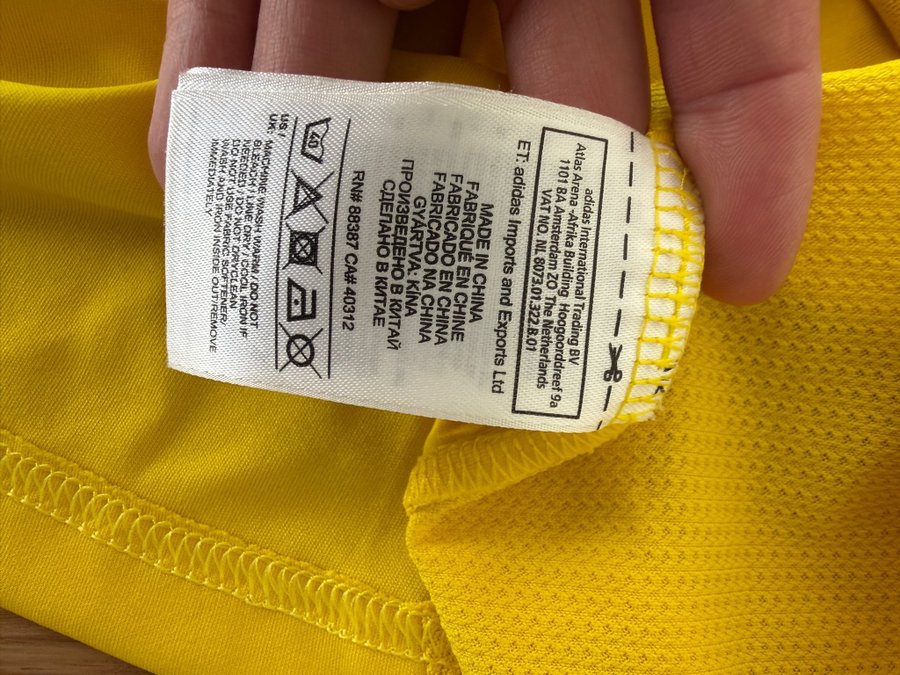 adidas International Trading BV
Atlas Arena -Afrika Building Hoogoorddreef 9a
1101 BA Amsterdam ZO The Netherlands
VAT NO. NL 8073.01.322.B.01
ET: adidas Imports and Exports Ltd
MADE IN CHINA
FABRIQUÉ EN CHINE
FABRICADO EN CHINA
FABRICADO NA CHINA
GYÁRTVA: KÍNA
ПРОИЗВЕДЕНО В КИТАЙ
СДЕЛАНО В КИТАЕ
RN# 88387 CA# 40312
40
US /
UK: MACHINE WASH WARM / DO NOT
BLEACH / LINE DRY / COOL IRON IF
NEEDED / DO NOT DRYCLEAN
DO NOT USE FABRIC SOFTENER/
WASH AND IRON INSIDE OUT/REMOVE
IMMEDIATELY